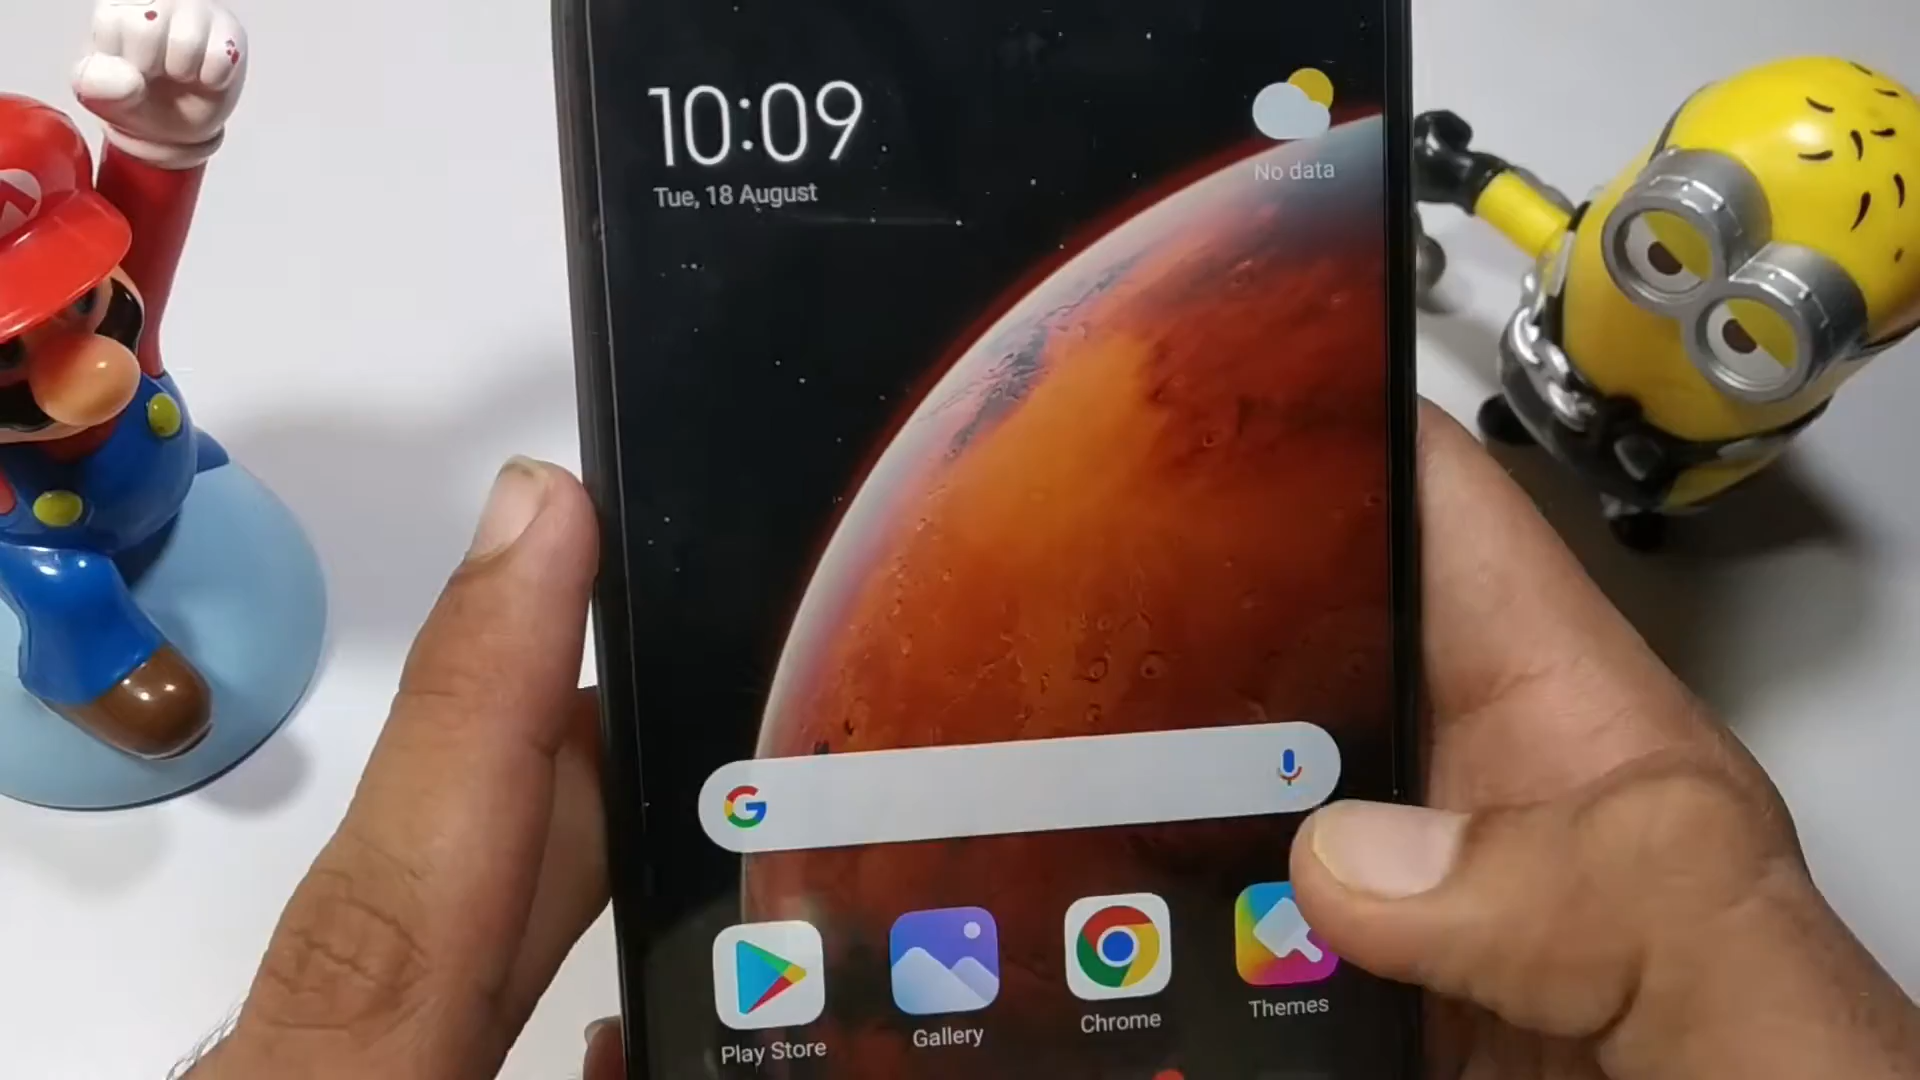 10:09
Tue, 18 August
No data
Play Store
Gallery
Chrome
Themes